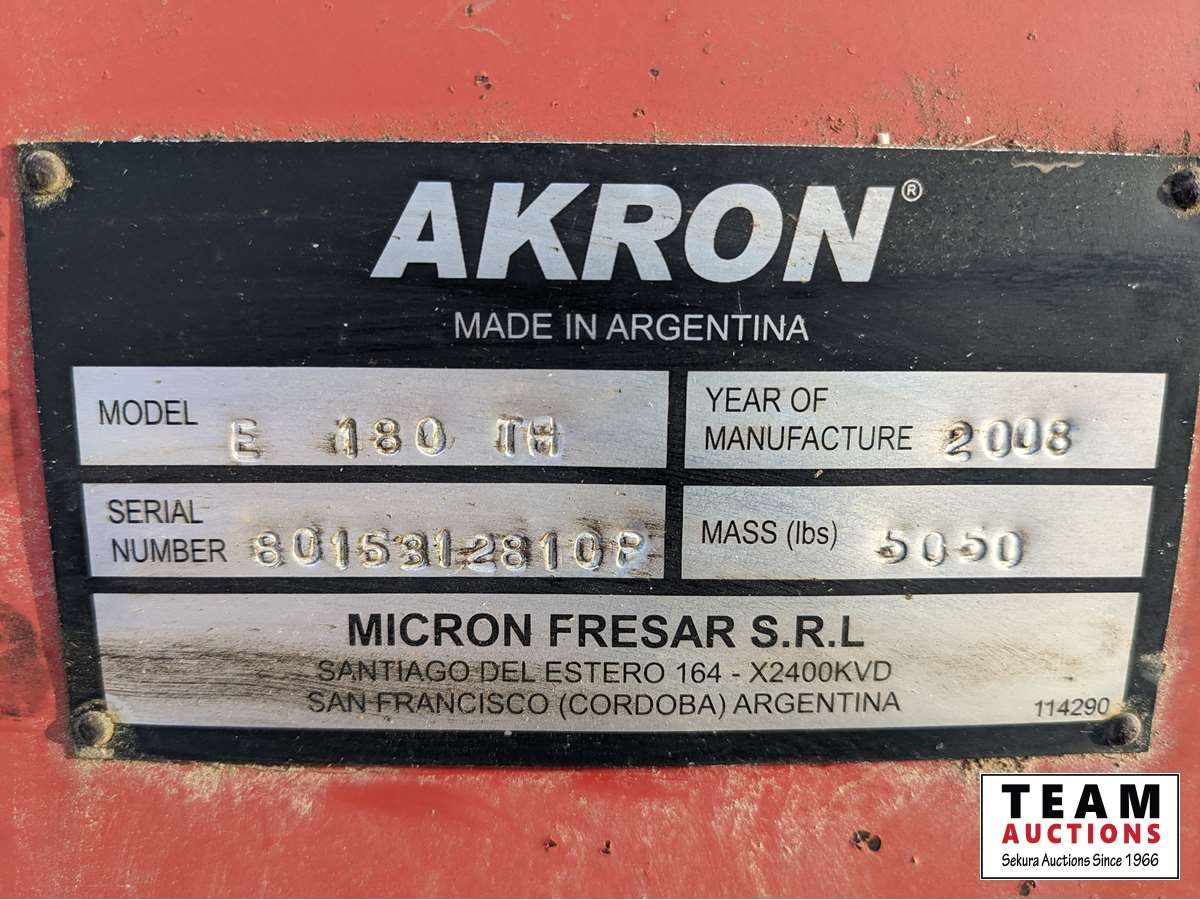 AKRON®
MADE IN ARGENTINA
MODEL E 180 TH
YEAR OF
MANUFACTURE 2008
SERIAL
NUMBER 8015312810P
MASS (lbs) 5050
MICRON FRESAR S.R.L
SANTIAGO DEL ESTERO 164 - X2400KVD
SAN FRANCISCO (CORDOBA) ARGENTINA
114290
TEAM
AUCTIONS
Sekura Auctions Since 1966